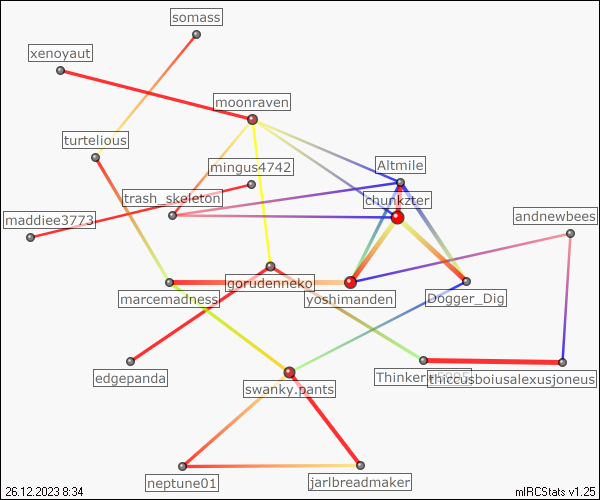 somass
xenoyaut
moonraven
turtelious
mingus4742
Altmile
trash_skeleton
chunkzter
maddiee3773
andnewbees
gorudenneko
marcemadness
yoshimanden
Dogger_Dig
edgepanda
thiccusboiusalexusjoneus
swanky.pants
neptune01
jarlbreadmaker
26.12.2023 8:34
mIRCStats v1.25